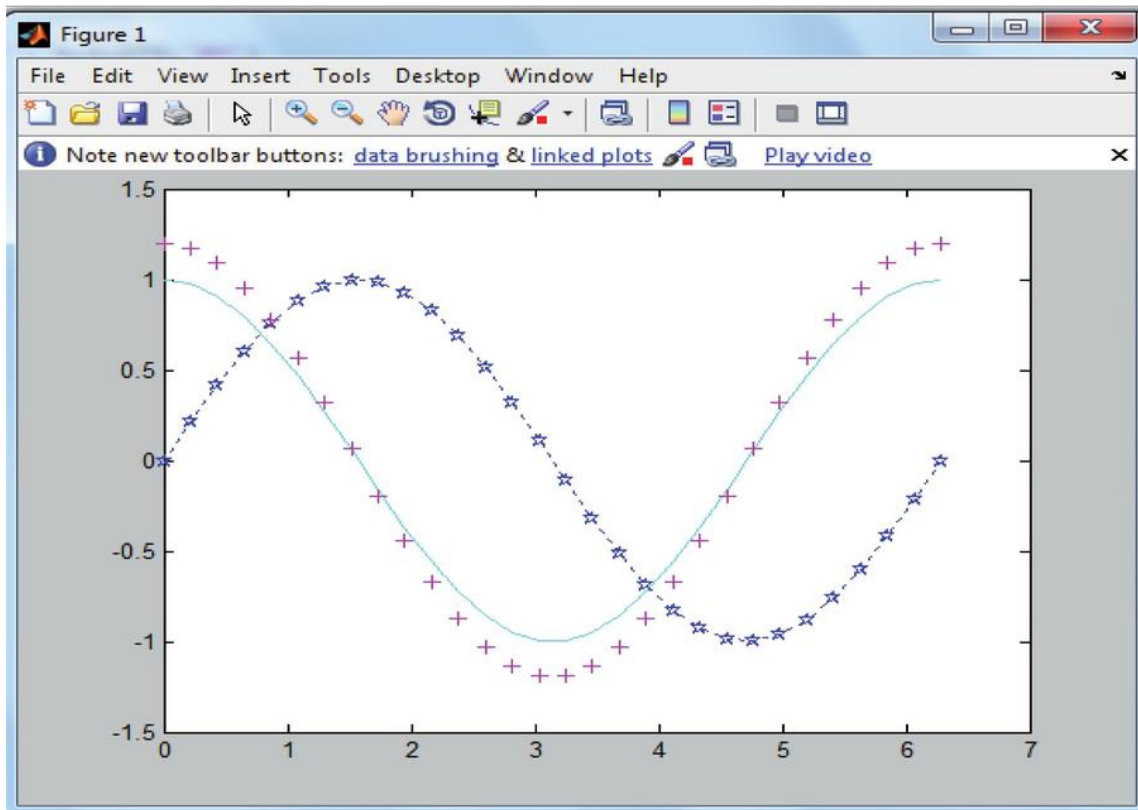 Figure 1
File Edit View Insert Tools Desktop Window Help
Note new toolbar buttons: data brushing & linked plots Play video
1.5
1
0.5
0
-0.5
-1
-1.5
0 1 2 3 4 5 6 7